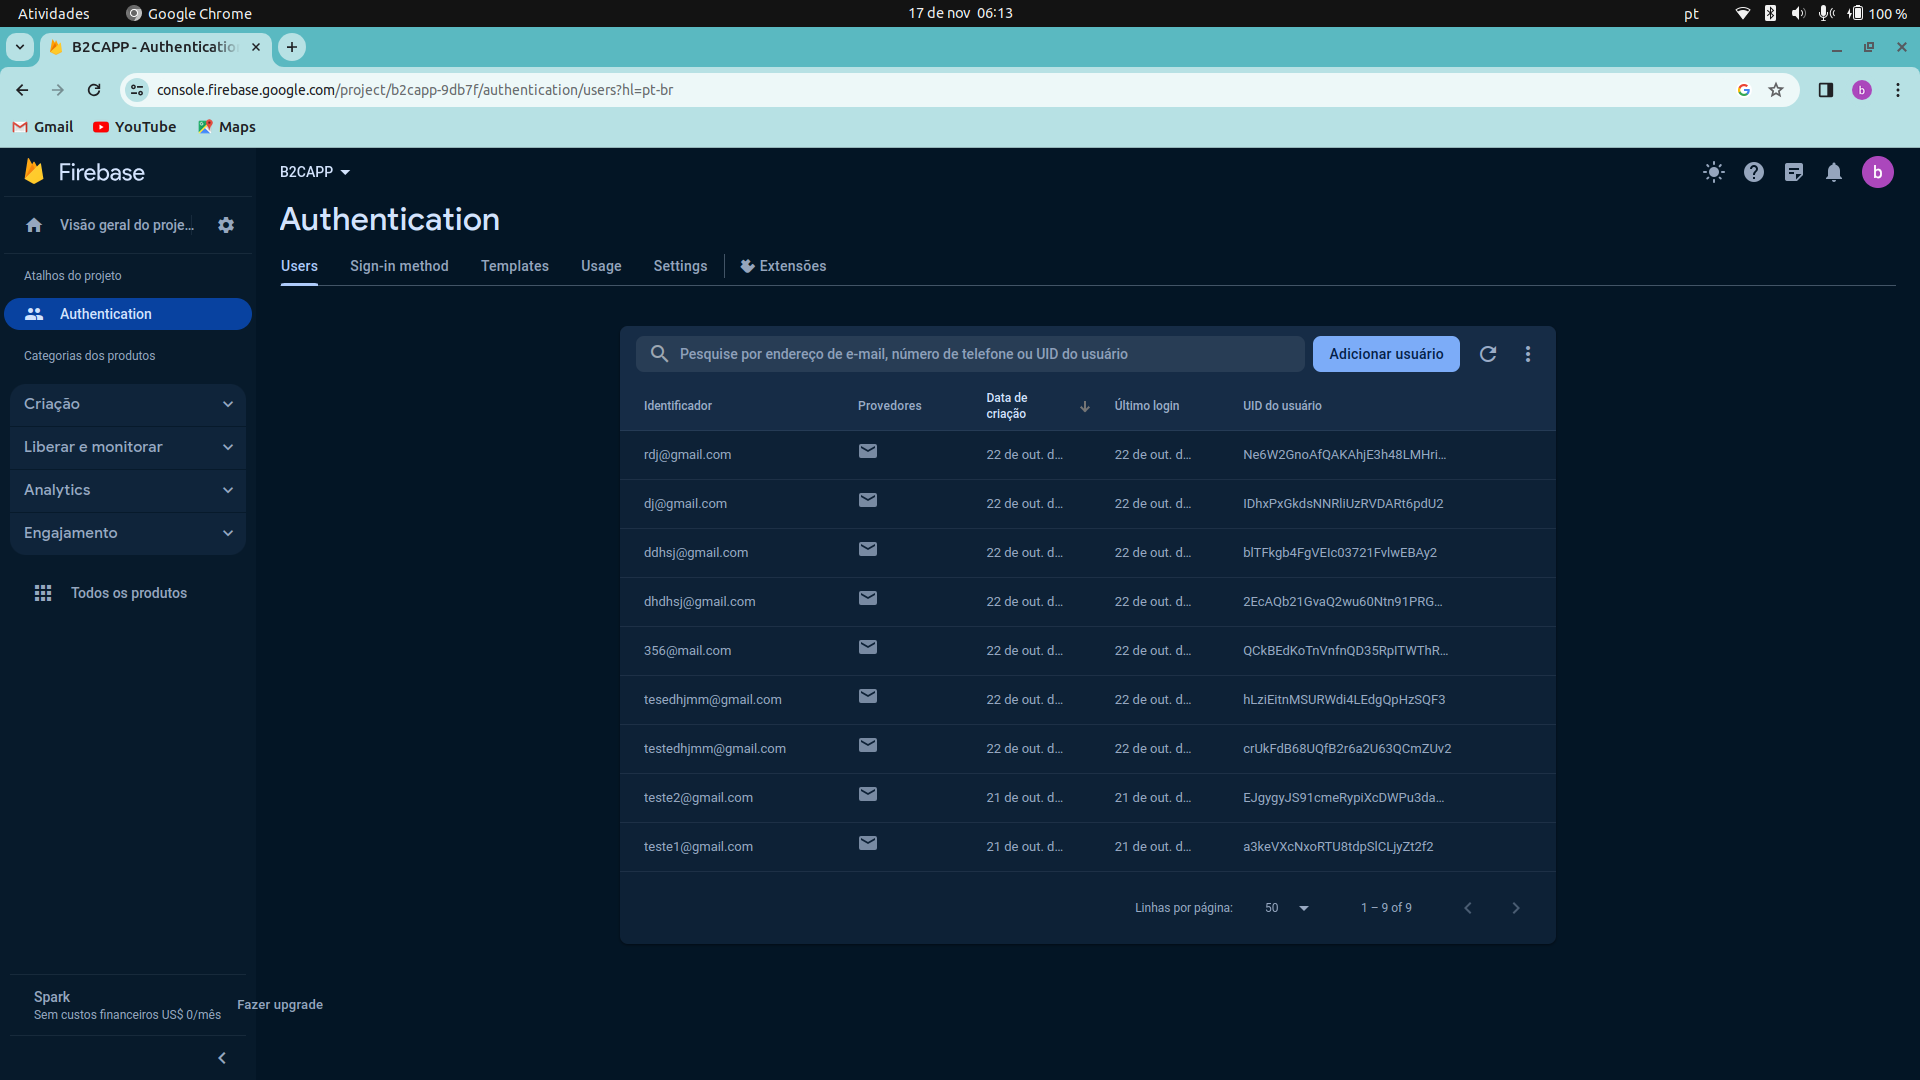 Atividades
Google Chrome
17 de nov 06:13
pt
100 %
B2CAPP - Authenticatio
console.firebase.google.com/project/b2capp-9db7f/authentication/users?hl=pt-br
b
Gmail
YouTube
Maps
Firebase
B2CAPP
b
Visão geral do proje...
Authentication
Atalhos do projeto
Users
Sign-in method
Templates
Usage
Settings
Extensões
Authentication
Categorias dos produtos
Criação
Liberar e monitorar
Analytics
Engajamento
Todos os produtos
Pesquise por endereço de e-mail, número de telefone ou UID do usuário
Adicionar usuário
Identificador Provedores Data de criação Último login UID do usuário
rdj@gmail.com 22 de out. d... 22 de out. d... Ne6W2GnoAfQAKAhjE3h48LMHri...
dj@gmail.com 22 de out. d... 22 de out. d... IDhxPxGkdsNNRliUzRVDARt6pdU2
ddhsj@gmail.com 22 de out. d... 22 de out. d... blTFkgb4FgVEIc03721FvlwEBAy2
dhdhsj@gmail.com 22 de out. d... 22 de out. d... 2EcAQb21GvaQ2wu60Ntn91PRG...
356@mail.com 22 de out. d... 22 de out. d... QCkBEdKoTnVnfnQD35RpITWThR...
tesedhjmm@gmail.com 22 de out. d... 22 de out. d... hLziEitnMSURWdi4LEdgQpHzSQF3
testedhjmm@gmail.com 22 de out. d... 22 de out. d... crUkFdB68UQfB2r6a2U63QCmZUv2
teste2@gmail.com 21 de out. d... 21 de out. d... EJgygyJS91cmeRypiXcDWPu3da...
teste1@gmail.com 21 de out. d... 21 de out. d... a3keVXcNxoRTU8tdpSlCLjyZt2f2
Linhas por página: 50 1 – 9 of 9
Spark
Sem custos financeiros US$ 0/mês
Fazer upgrade